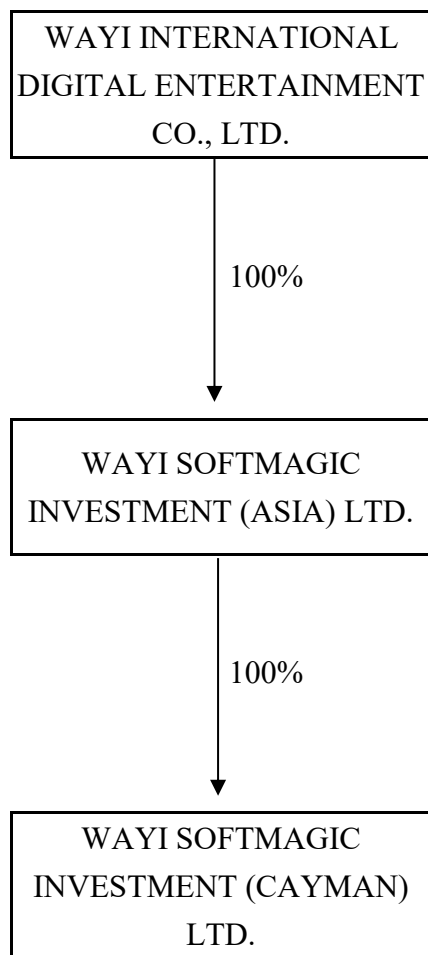 WAYI INTERNATIONAL
DIGITAL ENTERTAINMENT
CO., LTD.
100%
WAYI SOFTMAGIC
INVESTMENT (ASIA) LTD.
100%
WAYI SOFTMAGIC
INVESTMENT (CAYMAN)
LTD.